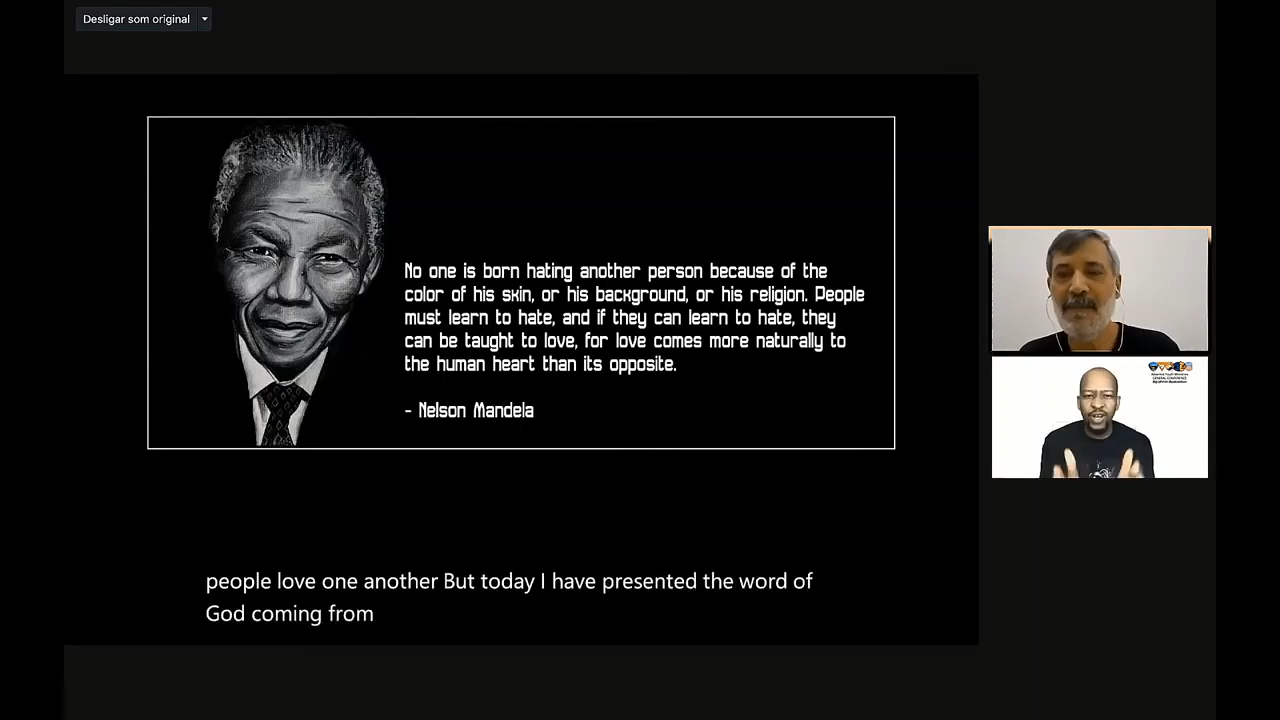 Desligar som original
No one is born hating another person because of the
color of his skin, or his background, or his religion. People
must learn to hate, and if they can learn to hate, they
can be taught to love, for love comes more naturally to
the human heart than its opposite.
- Nelson Mandela
GENERAL CONFERENCE
people love one another But today I have presented the word of
God coming from